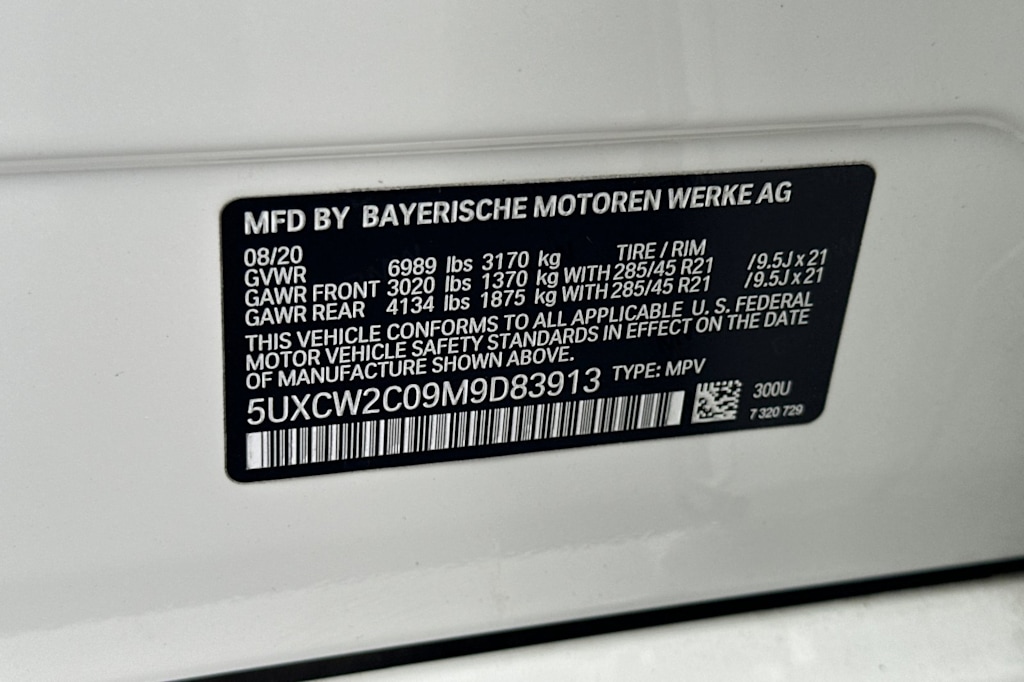 MFD BY BAYERISCHE MOTOREN WERKE AG
08/20
GVWR 6989 lbs 3170 kg TIRE / RIM
GAWR FRONT 3020 lbs 1370 kg WITH 285/45 R21 /9.5J x 21
GAWR REAR 4134 lbs 1875 kg WITH 285/45 R21 /9.5J x 21
THIS VEHICLE CONFORMS TO ALL APPLICABLE U. S. FEDERAL
MOTOR VEHICLE SAFETY STANDARDS IN EFFECT ON THE DATE
OF MANUFACTURE SHOWN ABOVE.
5UXCW2C09M9D83913 TYPE: MPV
300U
7 320 729